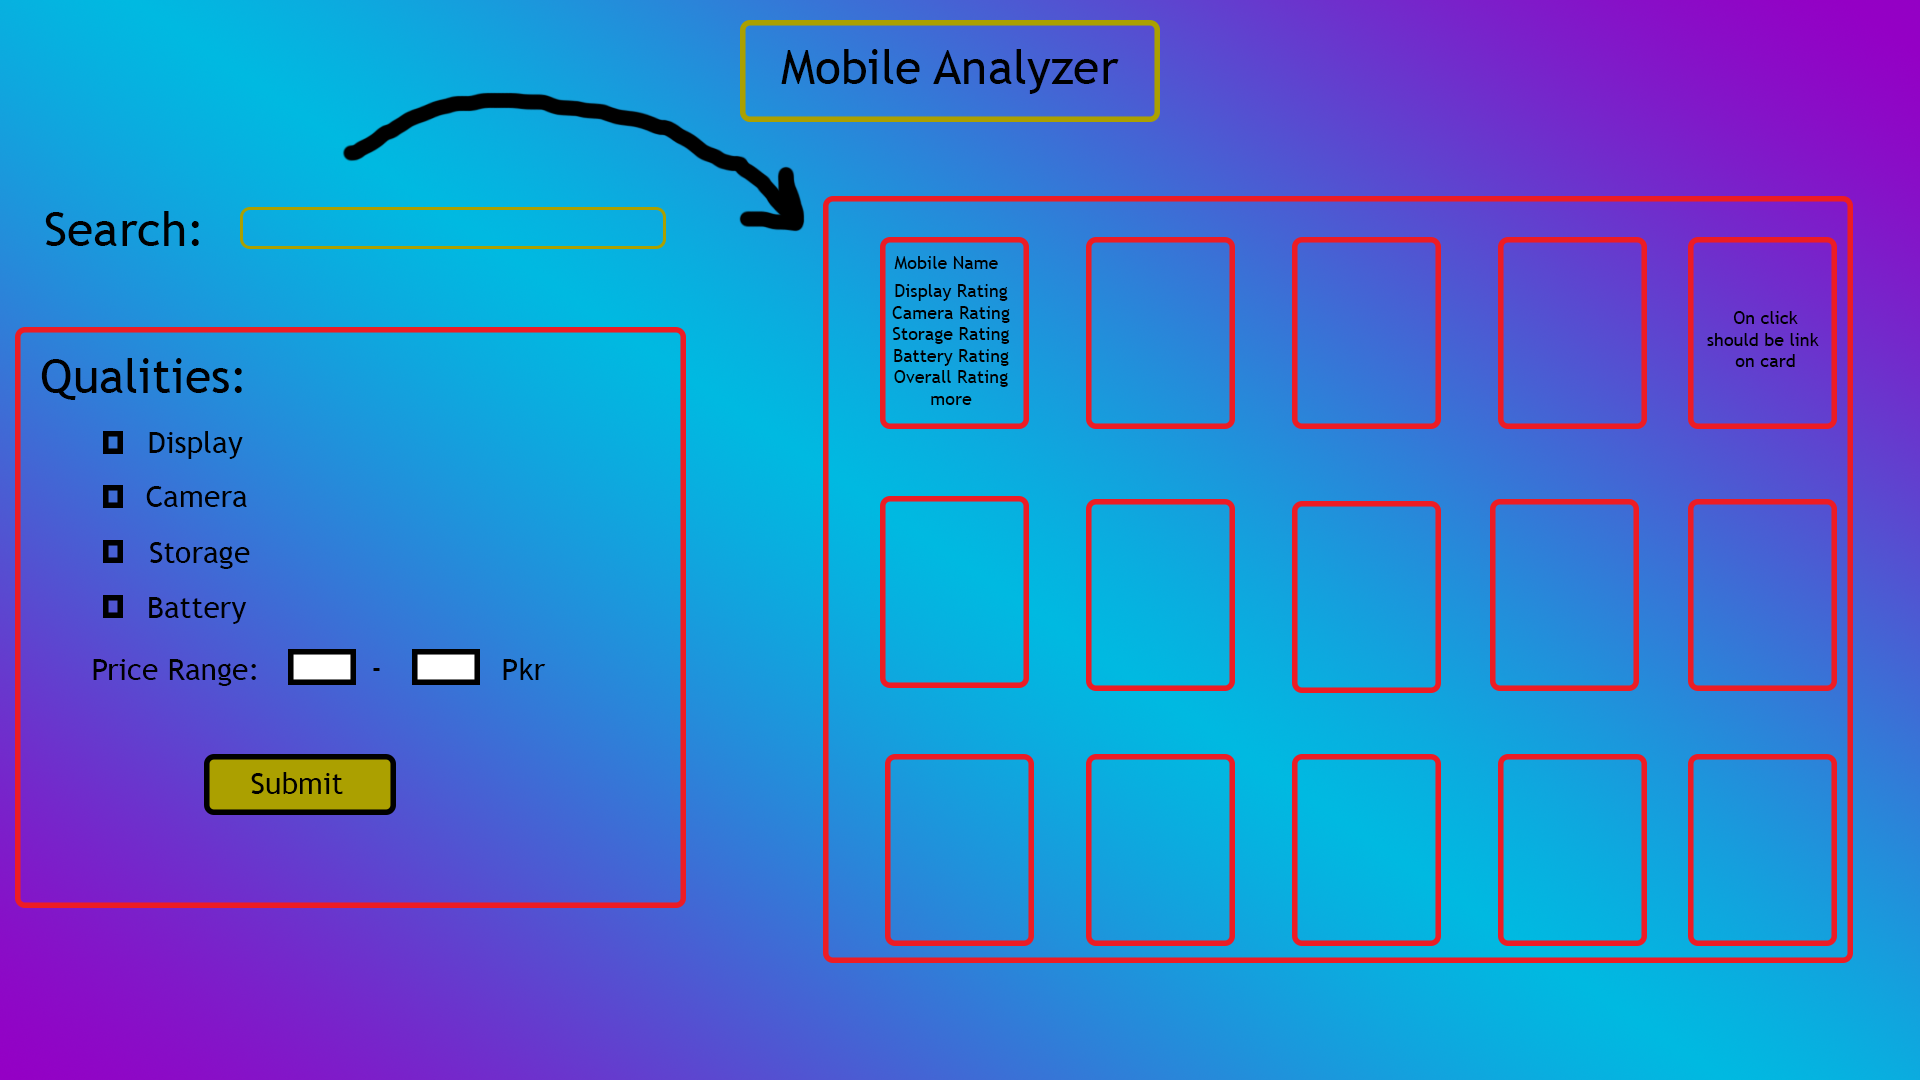 Mobile Analyzer
Search:
Qualities:
Display
Camera
Storage
Battery
Price Range: - Pkr
Submit
Mobile Name
Display Rating
Camera Rating
Storage Rating
Battery Rating
Overall Rating
more
On click
should be link
on card